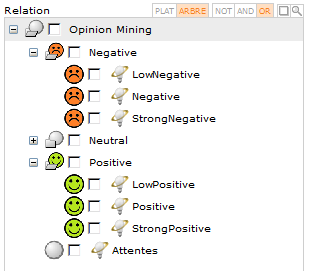 Relation PLAT ARBRE NOT AND OR
Opinion Mining
Negative
LowNegative
Negative
StrongNegative
Neutral
Positive
LowPositive
Positive
StrongPositive
Attentes